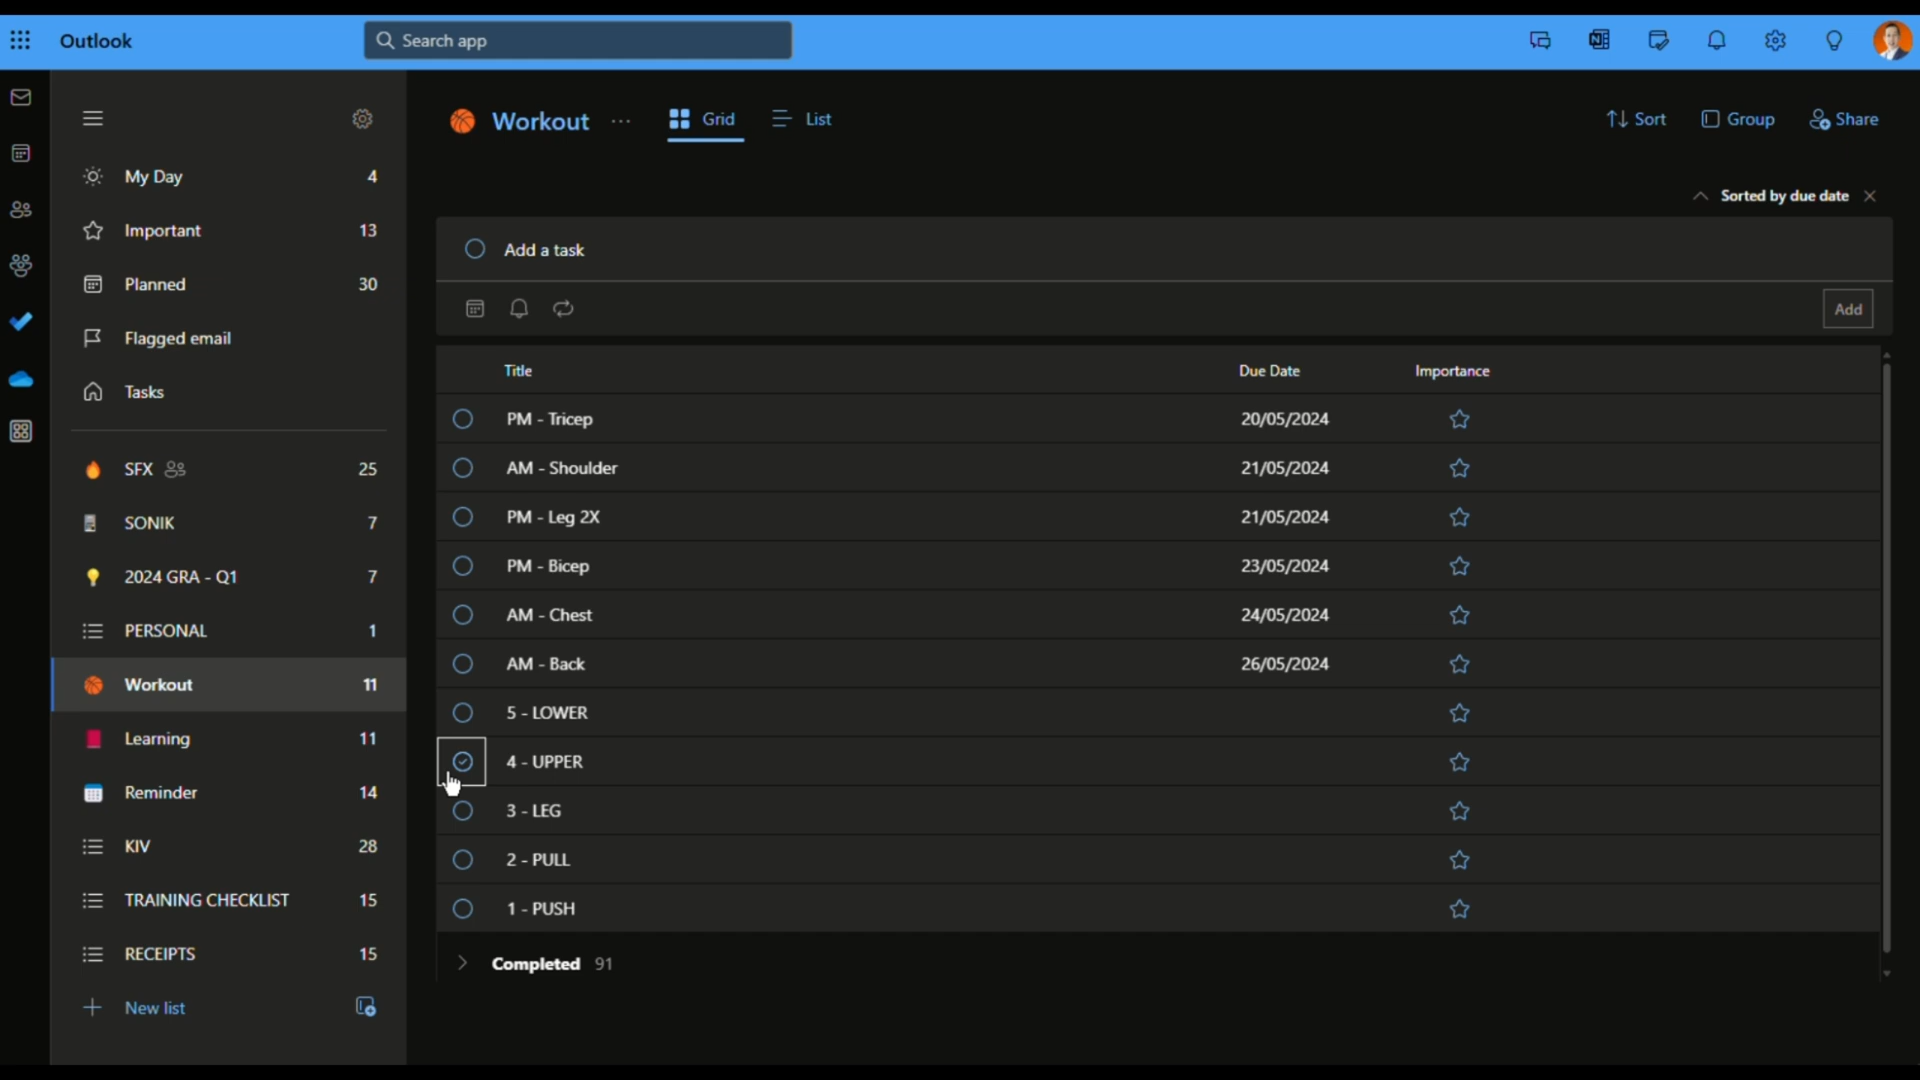 Outlook
Search app
Workout ... Grid List
Sort Group Share
Sorted by due date
My Day 4
Important 13
Planned 30
Flagged email
Tasks
SFX 25
SONIK 7
2024 GRA - Q1 7
PERSONAL 1
Workout 11
Learning 11
Reminder 14
KIV 28
TRAINING CHECKLIST 15
RECEIPTS 15
New list
Add a task
Add
Title Due Date Importance
PM - Tricep 20/05/2024
AM - Shoulder 21/05/2024
PM - Leg 2X 21/05/2024
PM - Bicep 23/05/2024
AM - Chest 24/05/2024
AM - Back 26/05/2024
5 - LOWER
4 - UPPER
3 - LEG
2 - PULL
1 - PUSH
Completed 91